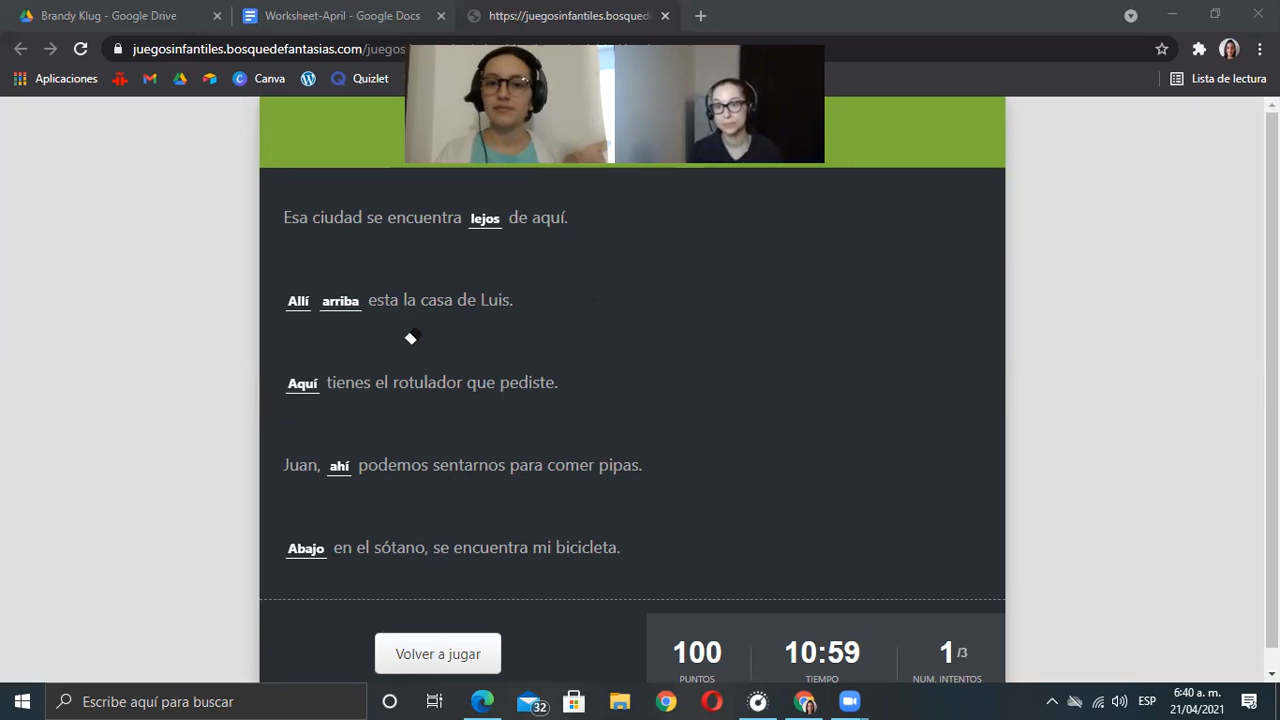 Brandy Klug - Google Drive
Worksheet-April - Google Docs
https://juegosinfantiles.bosqued
juegosinfantiles.bosquedefantasias.com/juegos
Aplicaciones
Canva
Quizlet
Lista de lectura
Esa ciudad se encuentra lejos de aquí.
Allí arriba esta la casa de Luis.
Aquí tienes el rotulador que pediste.
Juan, ahí podemos sentarnos para comer pipas.
Abajo en el sótano, se encuentra mi bicicleta.
Volver a jugar
100
PUNTOS
10:59
TIEMPO
1/3
NUM. INTENTOS
Escribe aquí para buscar
32
ESP
6:40 a. m.
21/04/2021